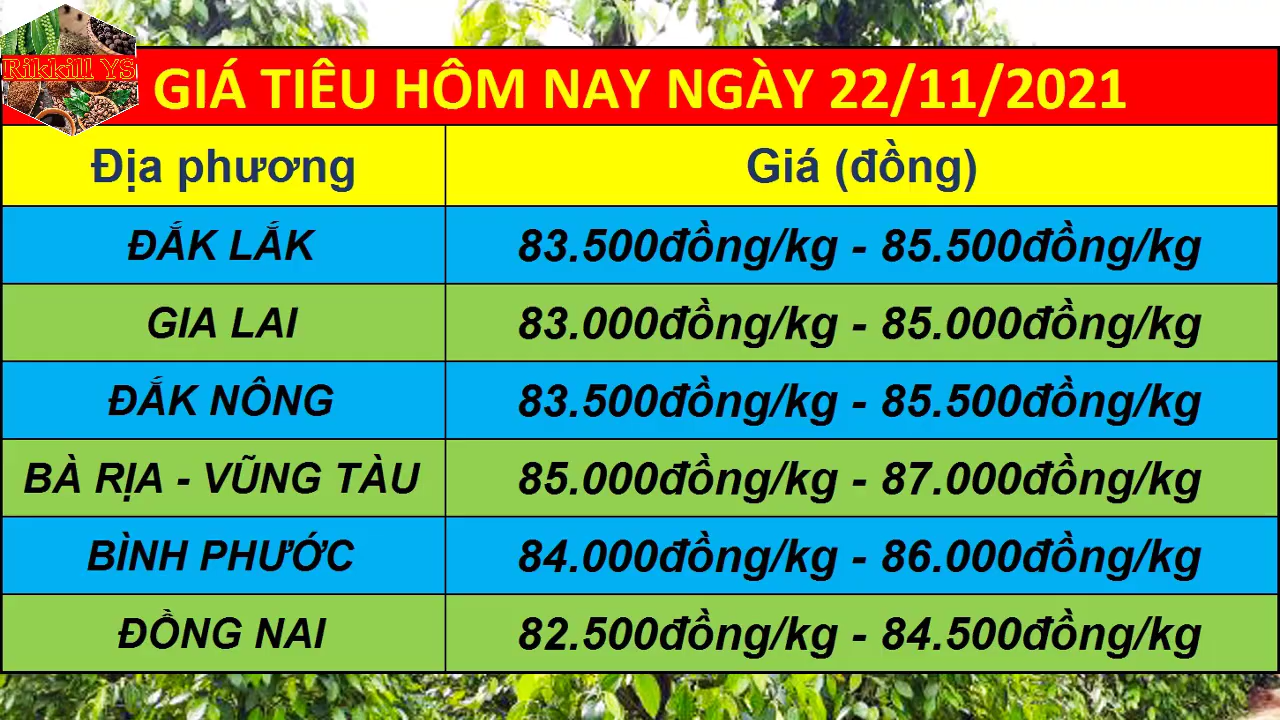 Rikkill YS
GIÁ TIÊU HÔM NAY NGÀY 22/11/2021
Địa phương Giá (đồng)
ĐẮK LẮK 83.500đồng/kg - 85.500đồng/kg
GIA LAI 83.000đồng/kg - 85.000đồng/kg
ĐẮK NÔNG 83.500đồng/kg - 85.500đồng/kg
BÀ RỊA - VŨNG TÀU 85.000đồng/kg - 87.000đồng/kg
BÌNH PHƯỚC 84.000đồng/kg - 86.000đồng/kg
ĐỒNG NAI 82.500đồng/kg - 84.500đồng/kg